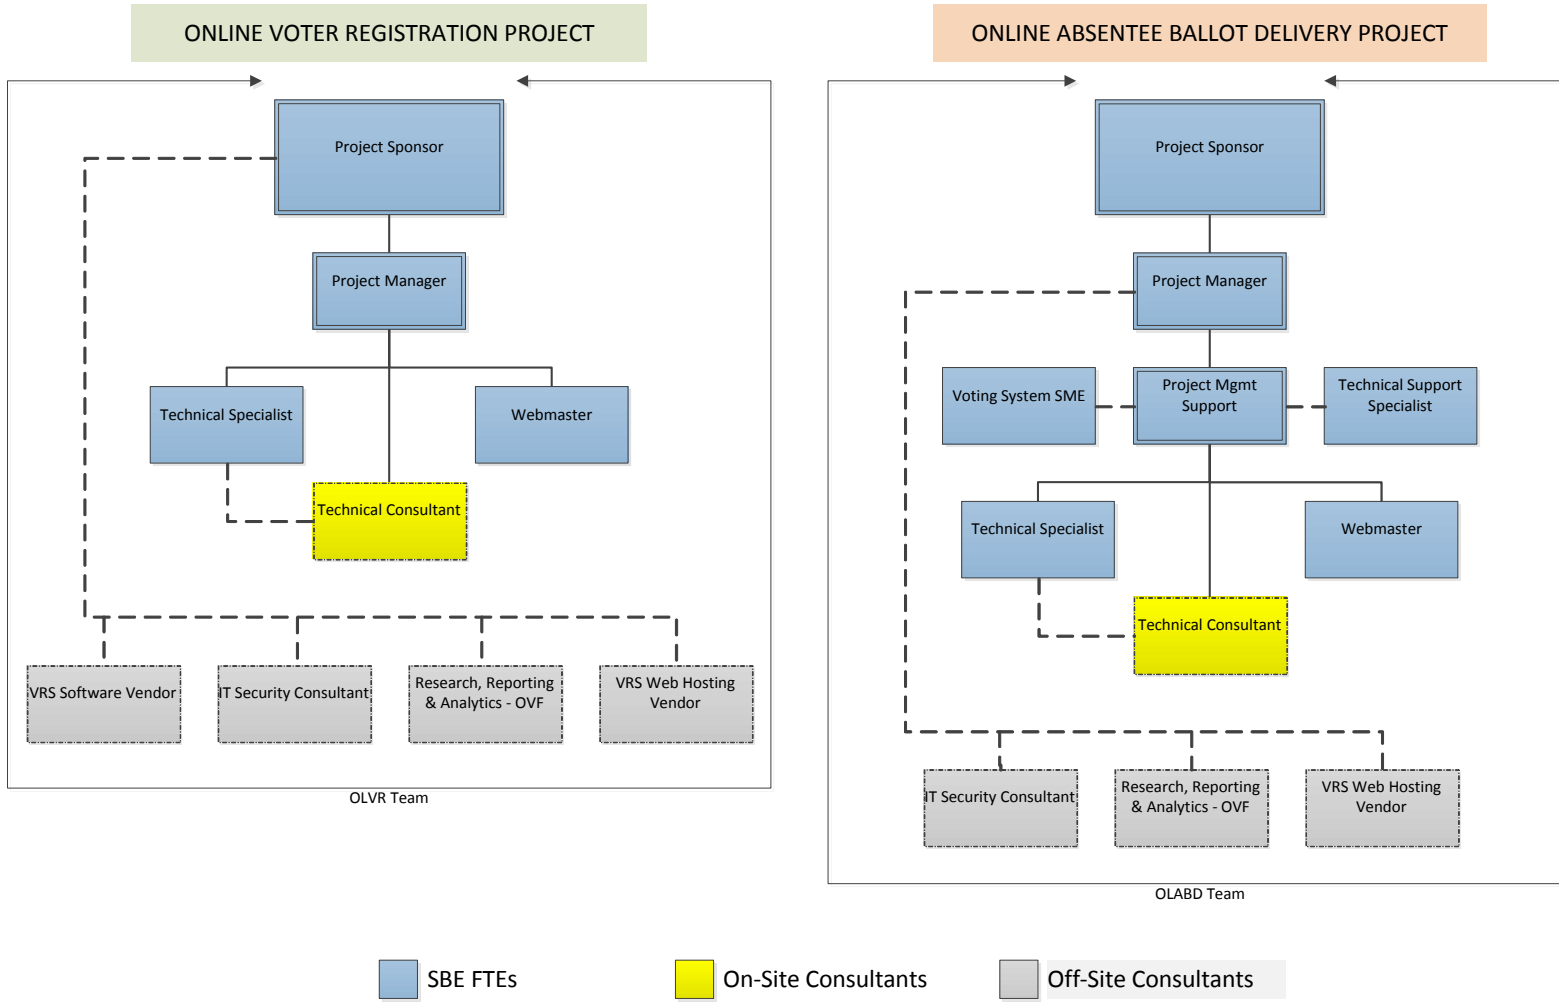 ONLINE VOTER REGISTRATION PROJECT
Project Sponsor
Project Manager
Technical Specialist
Webmaster
Technical Consultant
VRS Software Vendor
IT Security Consultant
Research, Reporting
& Analytics - OVF
VRS Web Hosting
Vendor
OLVR Team
ONLINE ABSENTEE BALLOT DELIVERY PROJECT
Project Sponsor
Project Manager
Voting System SME
Project Mgmt
Support
Technical Support
Specialist
Technical Specialist
Webmaster
Technical Consultant
IT Security Consultant
Research, Reporting
& Analytics - OVF
VRS Web Hosting
Vendor
OLABD Team
SBE FTEs
On-Site Consultants
Off-Site Consultants